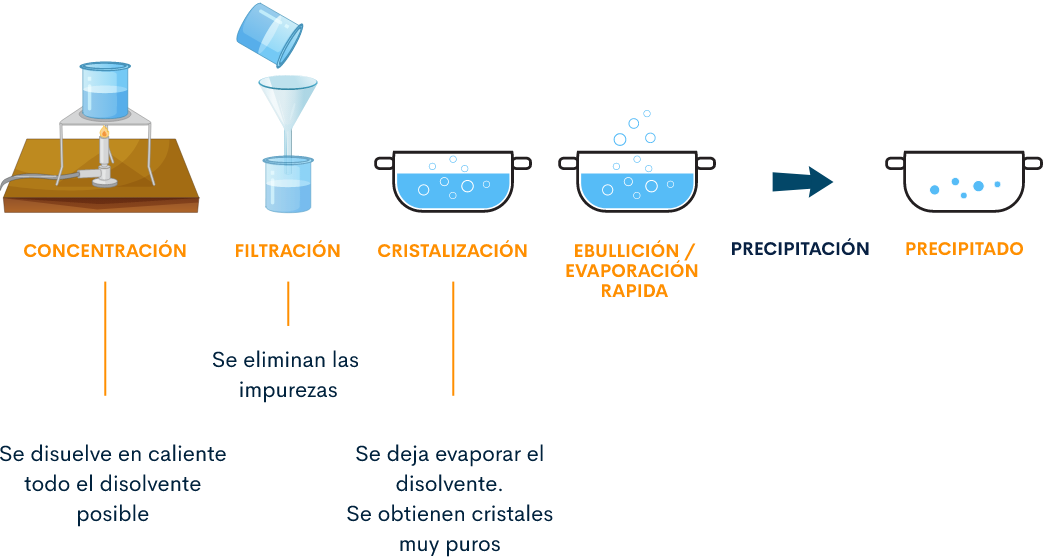 CONCENTRACIÓN
FILTRACIÓN
CRISTALIZACIÓN
EBULLICIÓN /
EVAPORACIÓN
RAPIDA
PRECIPITACIÓN
PRECIPITADO
Se eliminan las
impurezas
Se disuelve en caliente
todo el disolvente
posible
Se deja evaporar el
disolvente.
Se obtienen cristales
muy puros